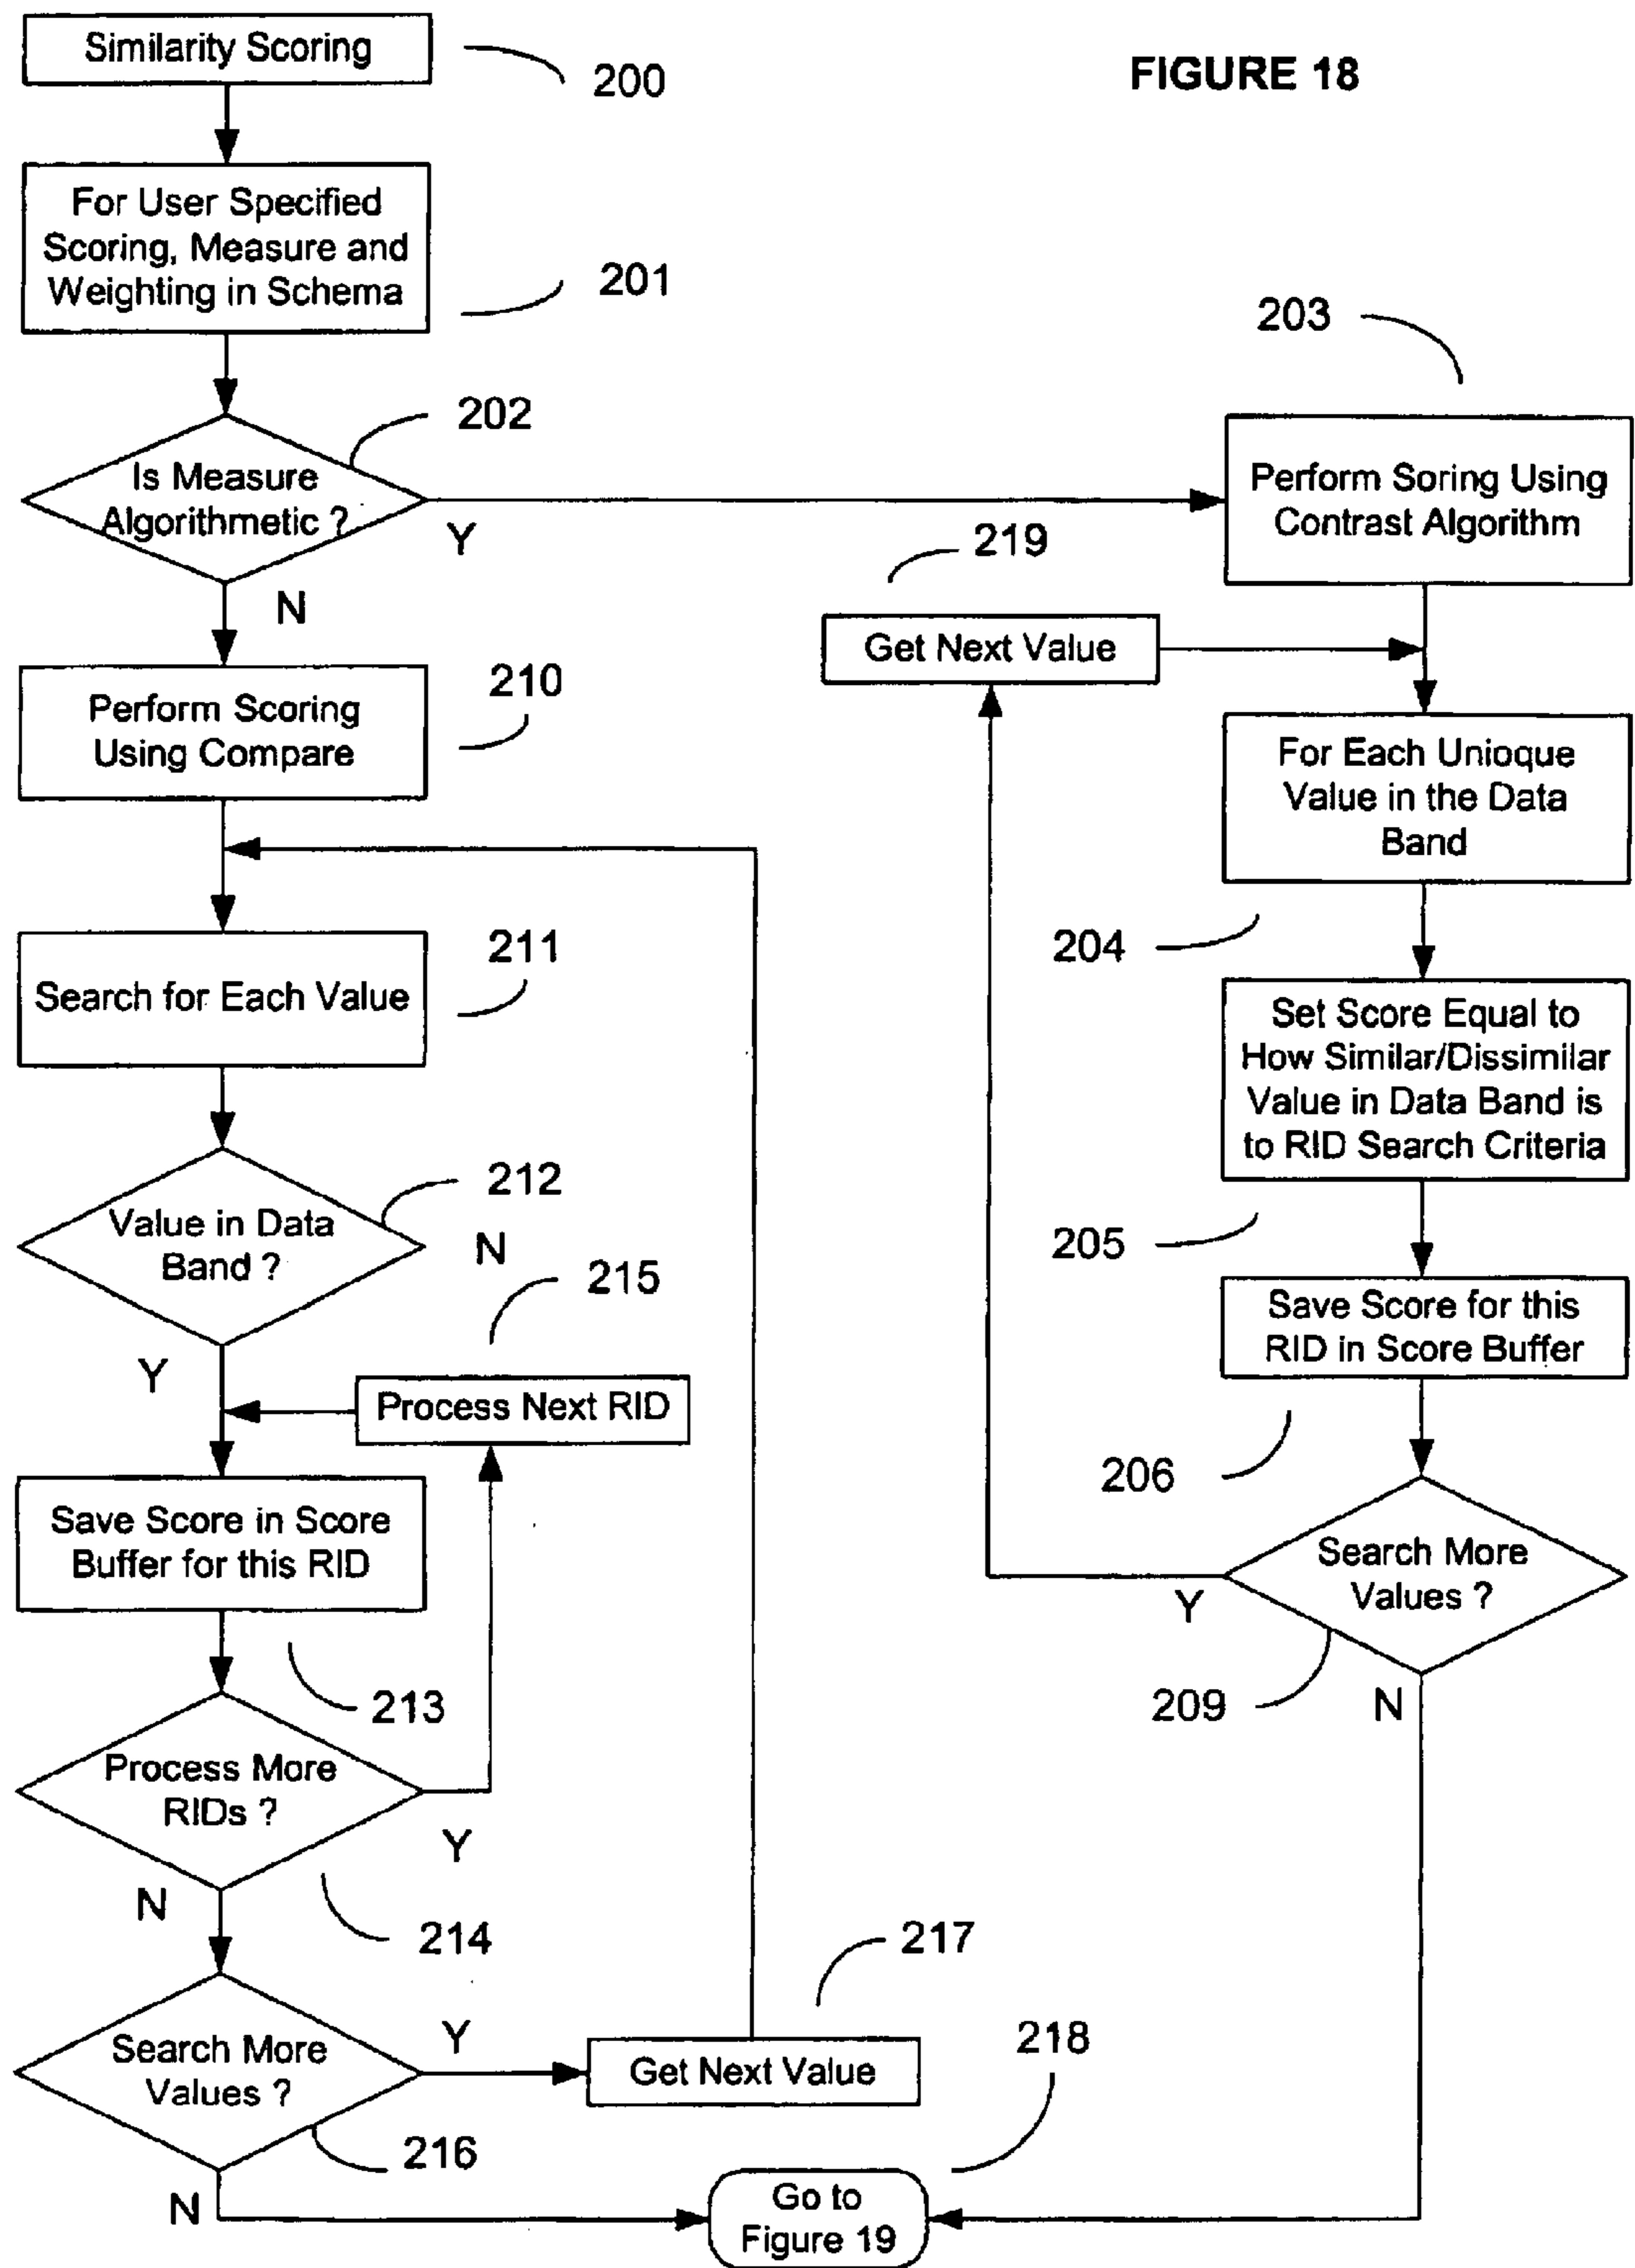 Similarity Scoring
200
FIGURE 18
For User Specified
Scoring, Measure and
Weighting in Schema
201
203
202
Is Measure
Algorithmetic ?
Y
N
Perform Soring Using
Contrast Algorithm
219
Get Next Value
210
Perform Scoring
Using Compare
For Each Unioque
Value in the Data
Band
204
211
Search for Each Value
Set Score Equal to
How Similar/Dissimilar
Value in Data Band is
to RID Search Criteria
205
212
Value in Data
Band ?
N
Y
215
Process Next RID
Save Score for this
RID in Score Buffer
206
Save Score in Score
Buffer for this RID
213
Search More
Values ?
Y
209
N
Process More
RIDs ?
Y
N
214
217
Search More
Values ?
Y
Get Next Value
216
N
218
Go to
Figure 19